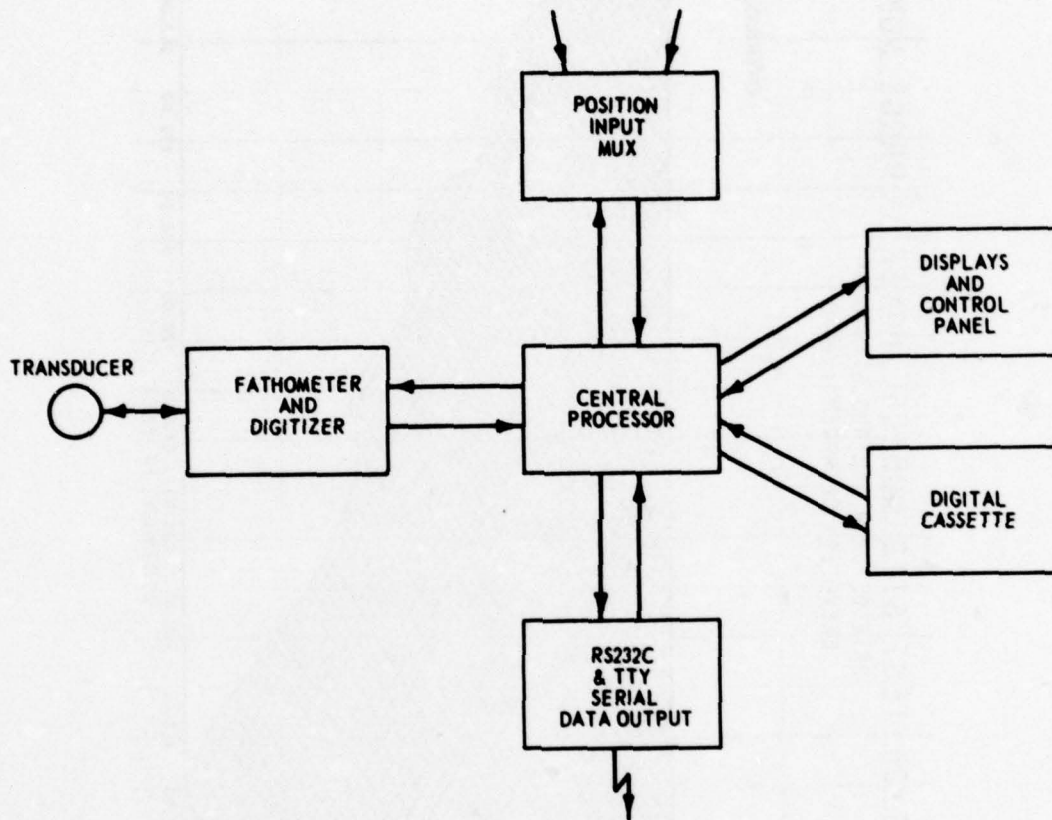 POSITION
INPUT
MUX
DISPLAYS
AND
CONTROL
PANEL
TRANSDUCER
FATHOMETER
AND
DIGITIZER
CENTRAL
PROCESSOR
DIGITAL
CASSETTE
RS232C
& TTY
SERIAL
DATA OUTPUT